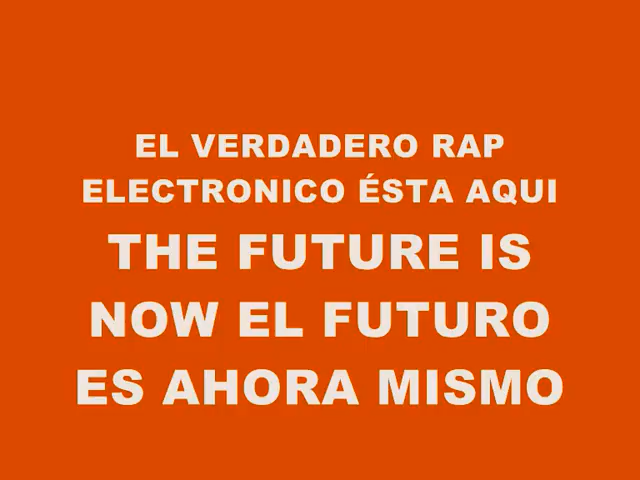 EL VERDADERO RAP
ELECTRONICO ÉSTA AQUI
THE FUTURE IS
NOW EL FUTURO
ES AHORA MISMO